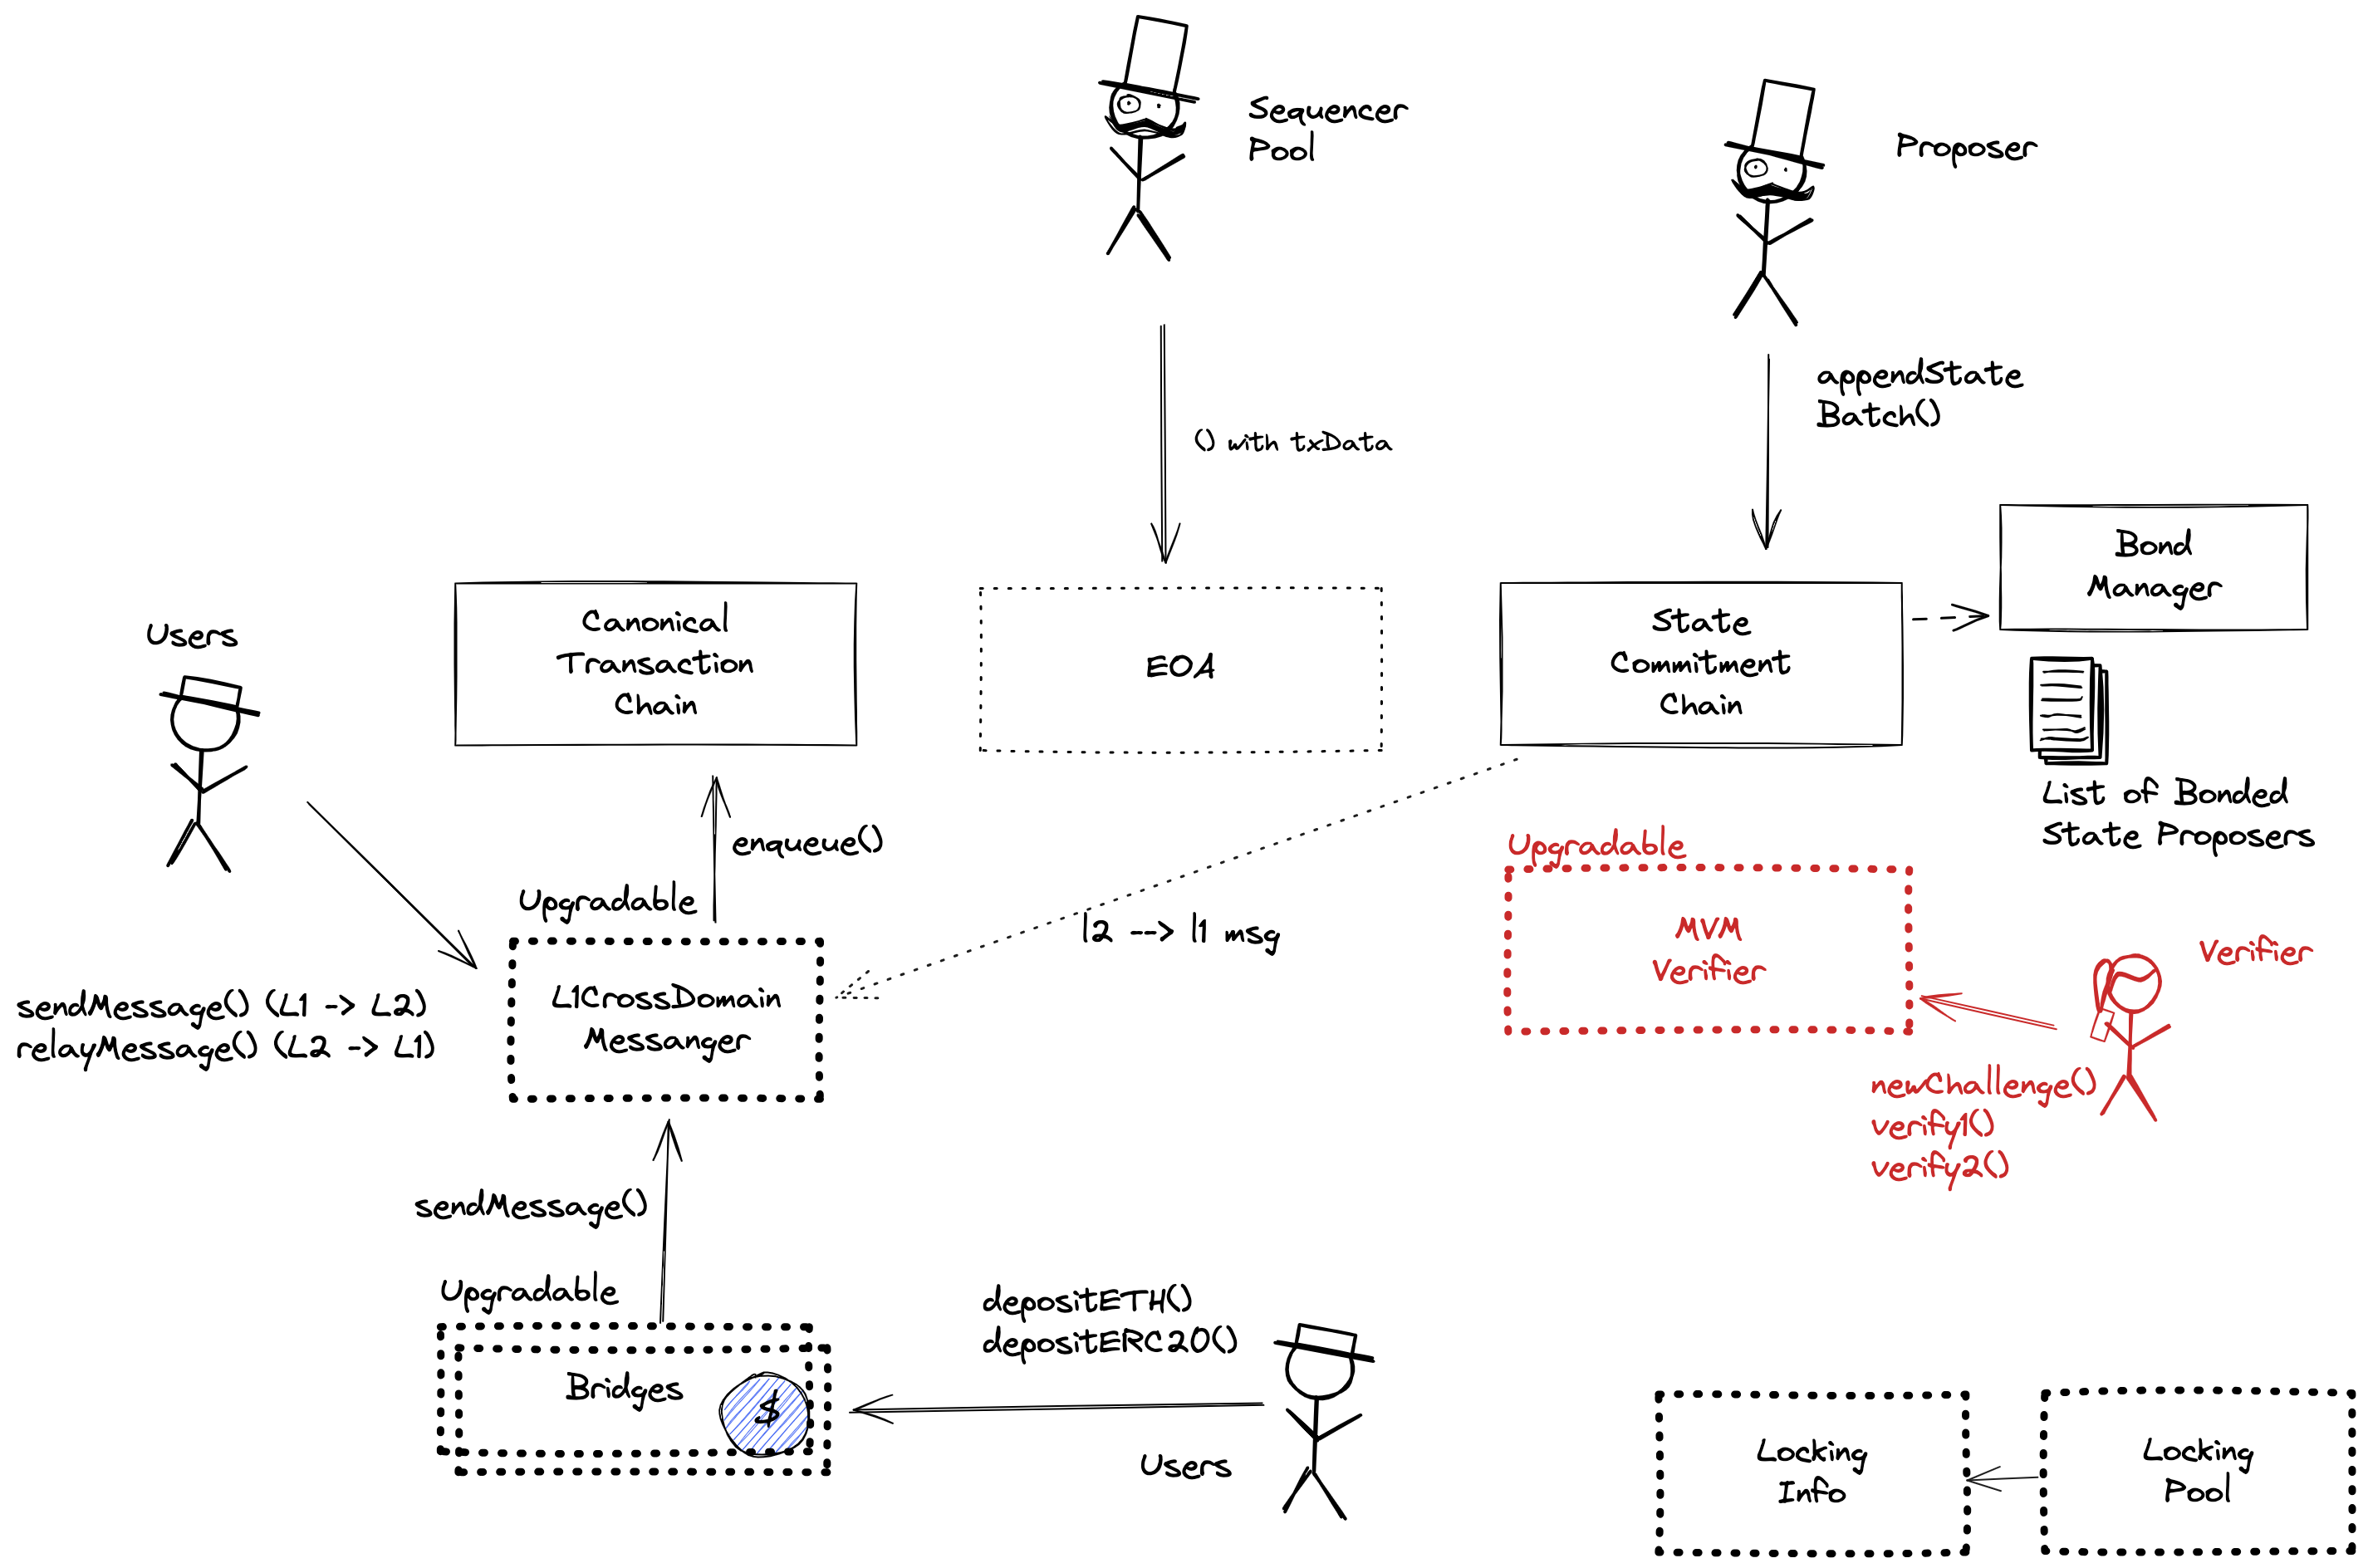 Sequencer
Pool
Proposer
appendState
Batch()
() with txData
Bond
Manager
Canonical
Transaction
Chain
EOA
State
Commitment
Chain
Users
List of Bonded
State Proposers
enqueue()
Upgradable
Upgradable
l2 --> l1 msg
MVM
Verifier
Verifier
L1CrossDomain
Messanger
sendMessage() (L1 -> L2)
relayMessage() (L2 -> L1)
newChallenge()
verify1()
verify2()
sendMessage()
Upgradable
depositETH()
depositERC20()
Bridges
$
Users
Locking
Info
Locking
Pool